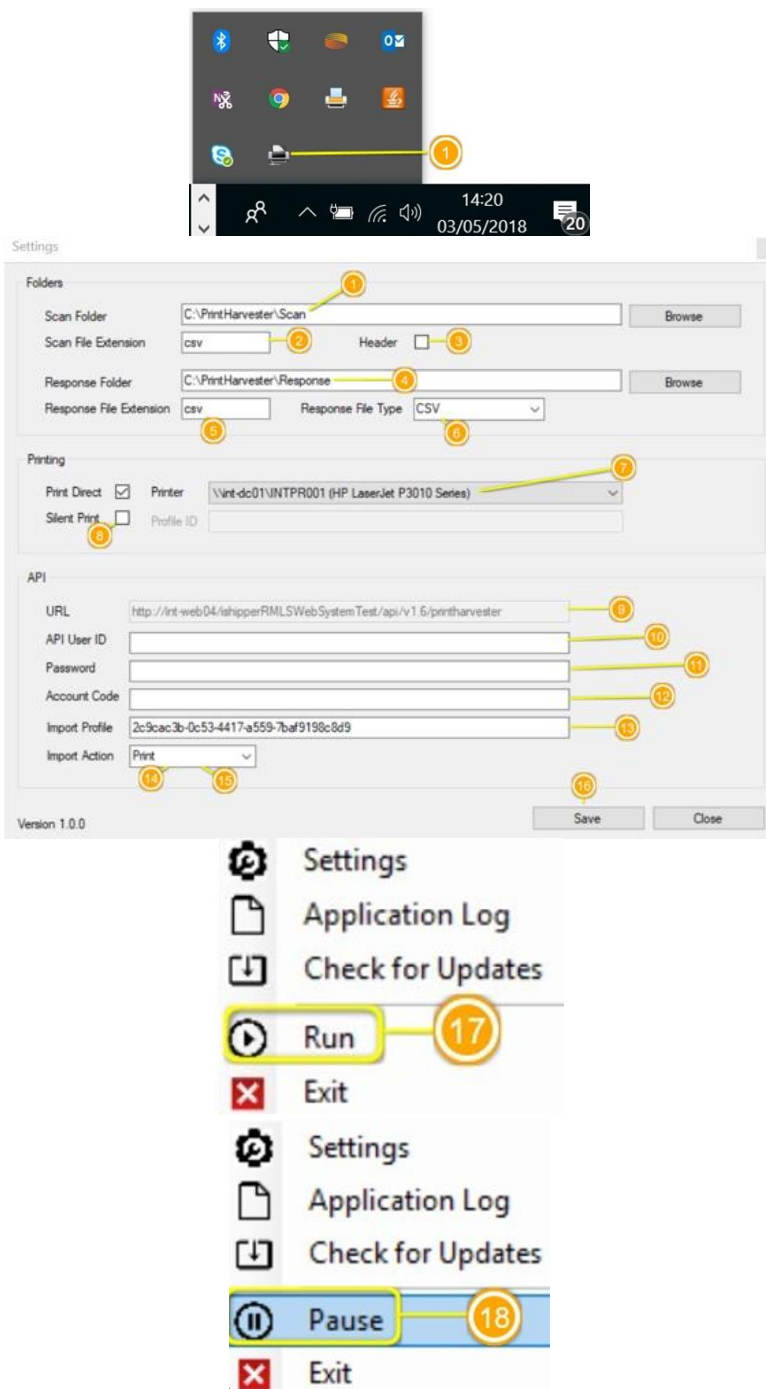 1
14:20
03/05/2018
20
Settings
Folders
1
Scan Folder C:\PrintHarvester\Scan Browse
Scan File Extension csv 2 Header 3
Response Folder C:\PrintHarvester\Response 4 Browse
Response File Extension csv Response File Type CSV
5 6
Printing
7
Print Direct Printer \\int-dc01\INTPR001 (HP LaserJet P3010 Series)
Silent Print Profile ID
8
API
URL http://int-web04/ishipperRMLSWebSystemTest/api/v1.6/printharvester 9
API User ID 10
Password 11
Account Code 12
Import Profile 2c9cac3b-0c53-4417-a559-7baf9198c8d9 13
Import Action Print
14 15
16
Version 1.0.0 Save Close
Settings
Application Log
Check for Updates
Run 17
Exit
Settings
Application Log
Check for Updates
Pause 18
Exit